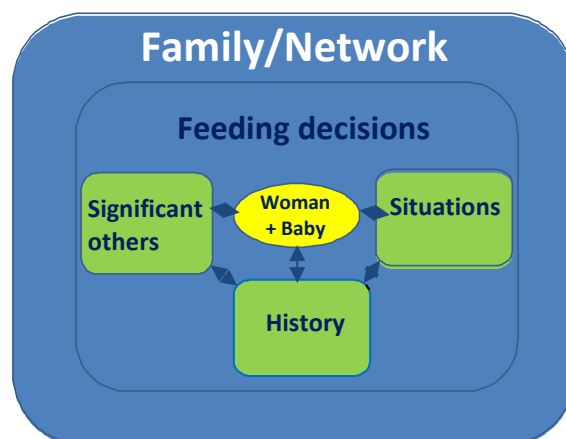 Family/Network
Feeding decisions
Significant
others
Woman
+ Baby
Situations
History